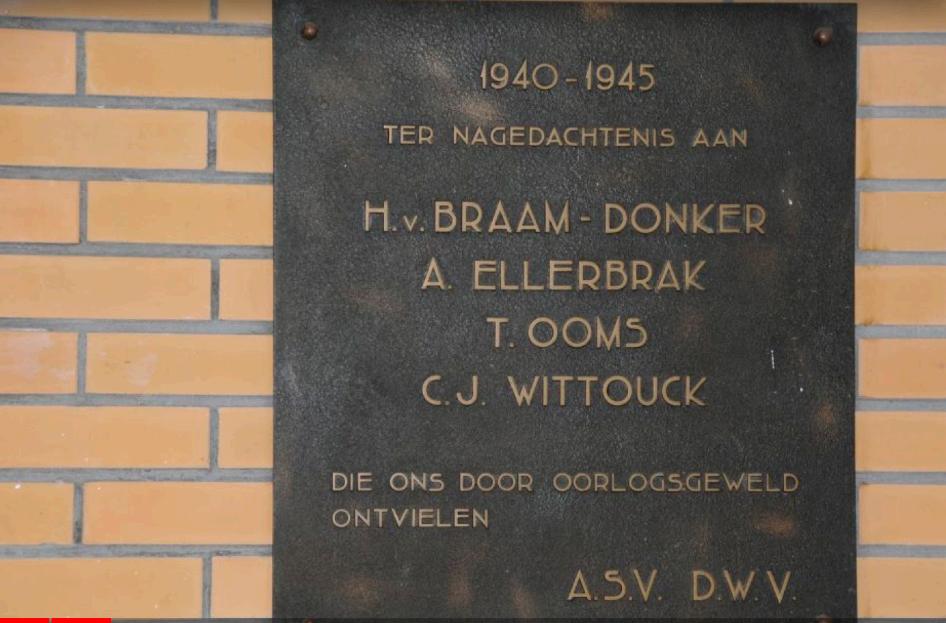 1940-1945
TER NAGEDACHTENIS AAN
H.v.BRAAM-DONKER
A. ELLERBRAK
T. OOMS
C.J. WITTOUCK
DIE ONS DOOR OORLOGSGEWELD
ONTVIELEN
A.S.V. D.W.V.